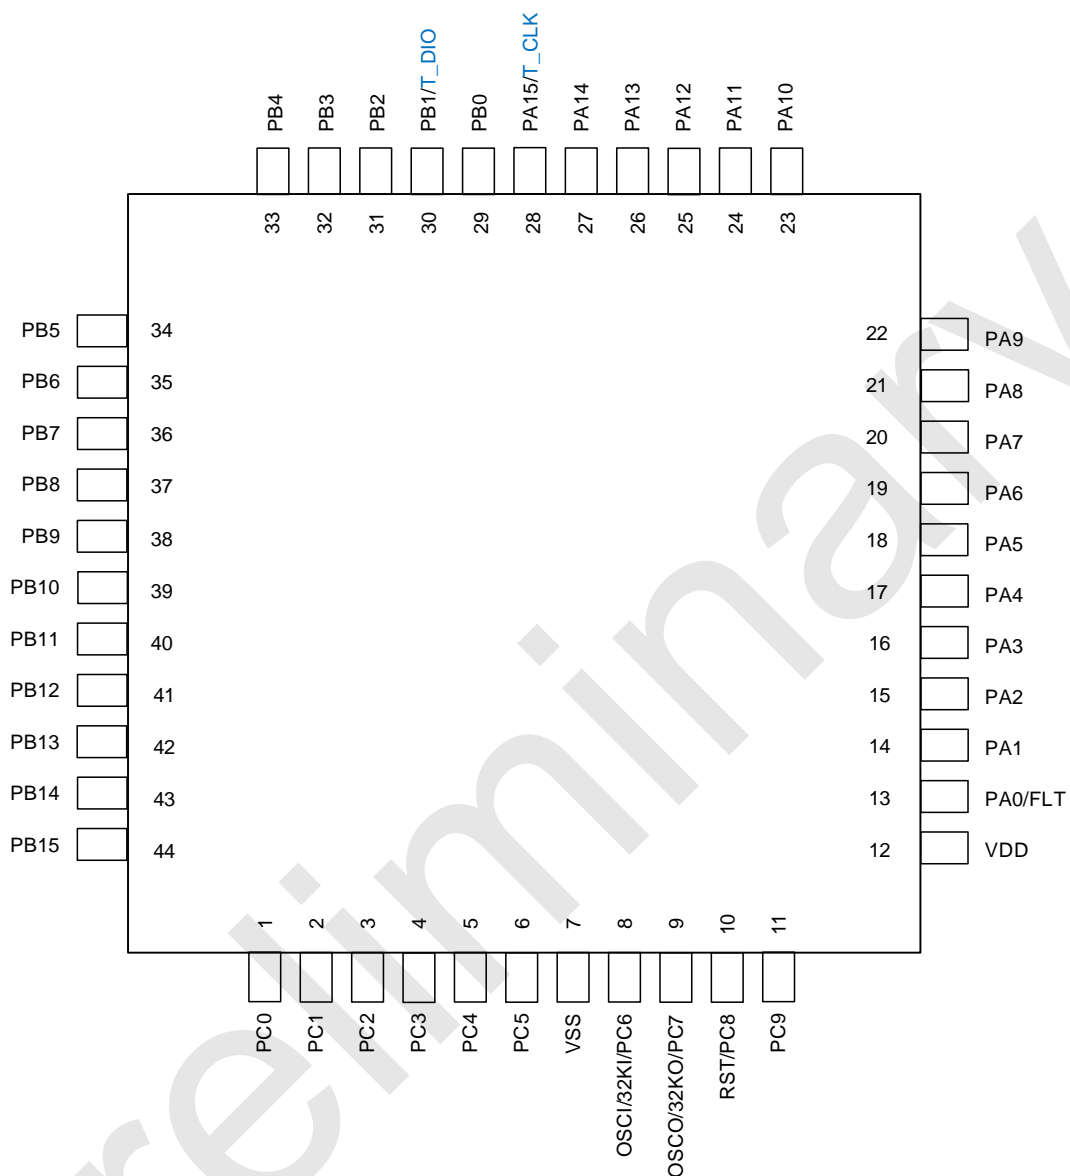 PB4
PB3
PB2
PB1/T_DIO
PB0
PA15/T_CLK
PA14
PA13
PA12
PA11
PA10
33
32
31
30
29
28
27
26
25
24
23
PB5 34
PB6 35
PB7 36
PB8 37
PB9 38
PB10 39
PB11 40
PB12 41
PB13 42
PB14 43
PB15 44
22 PA9
21 PA8
20 PA7
19 PA6
18 PA5
17 PA4
16 PA3
15 PA2
14 PA1
13 PA0/FLT
12 VDD
1
2
3
4
5
6
7
8
9
10
11
PC0
PC1
PC2
PC3
PC4
PC5
VSS
OSCI/32KI/PC6
OSCO/32KO/PC7
RST/PC8
PC9
reliminary